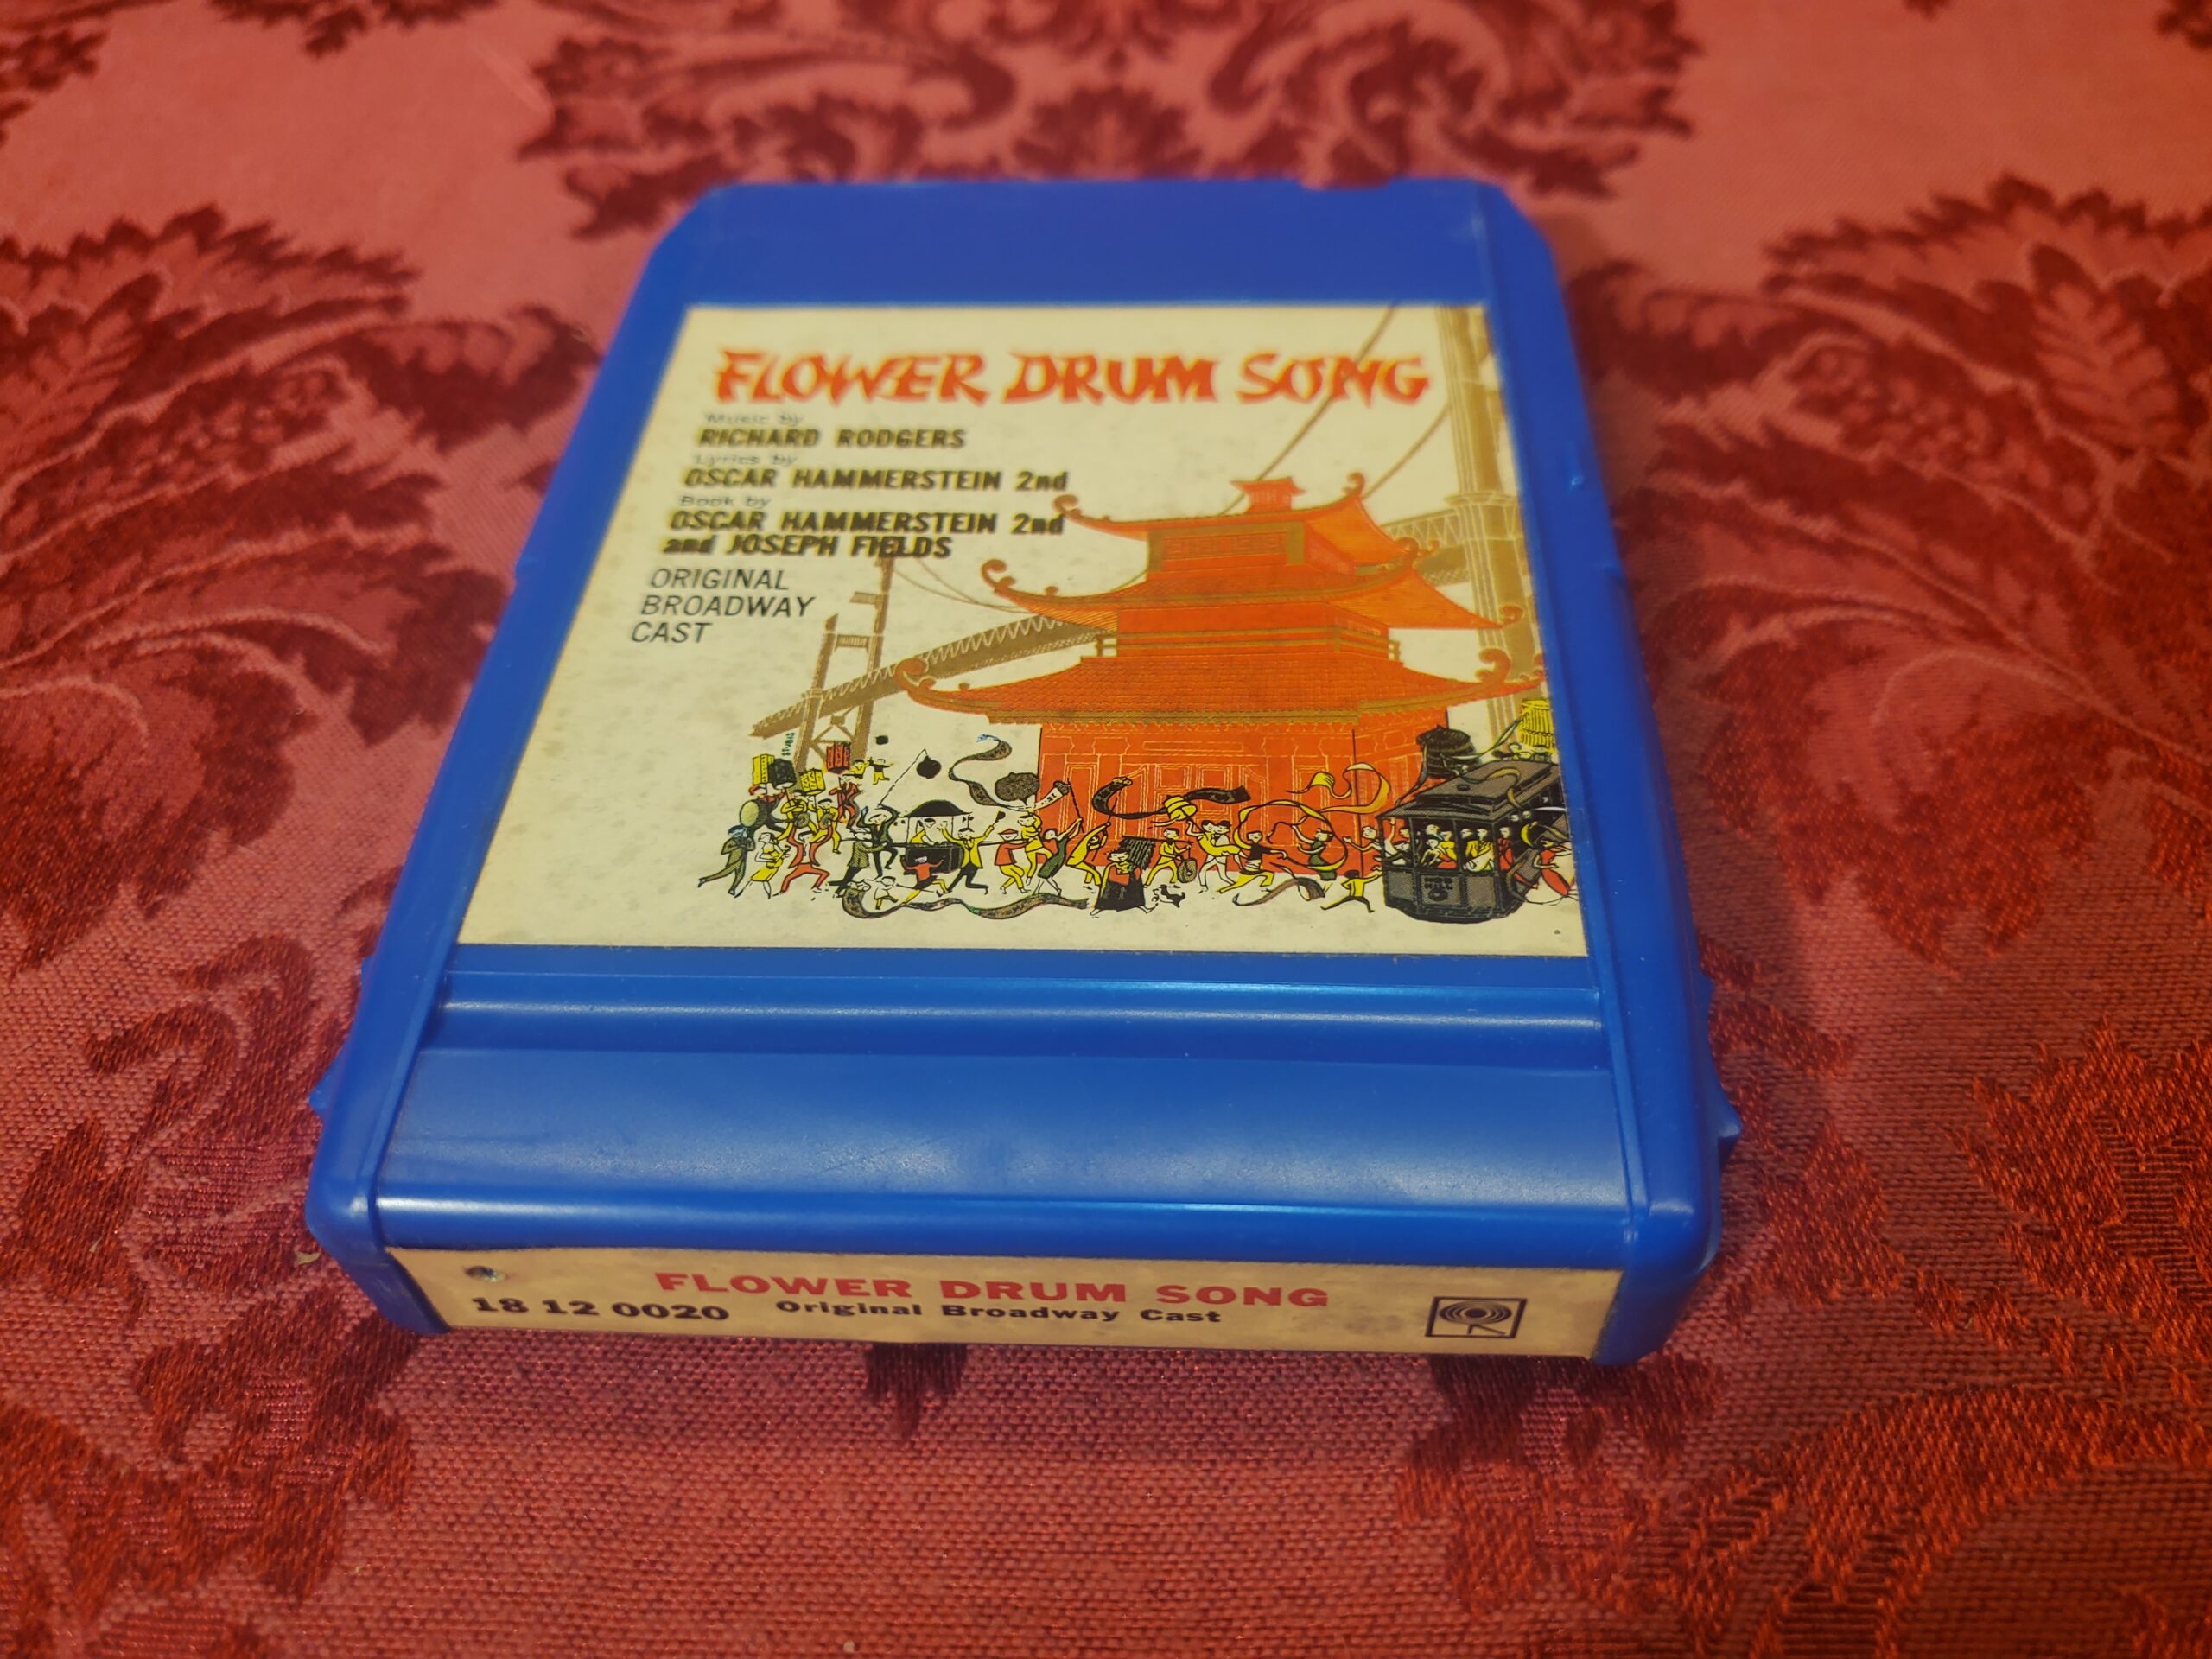 FLOWER DRUM SONG
Music by
RICHARD RODGERS
Lyrics by
OSCAR HAMMERSTEIN 2nd
Book by
OSCAR HAMMERSTEIN 2nd
and JOSEPH FIELDS
ORIGINAL
BROADWAY
CAST
FLOWER DRUM SONG
18 12 0020 Original Broadway Cast